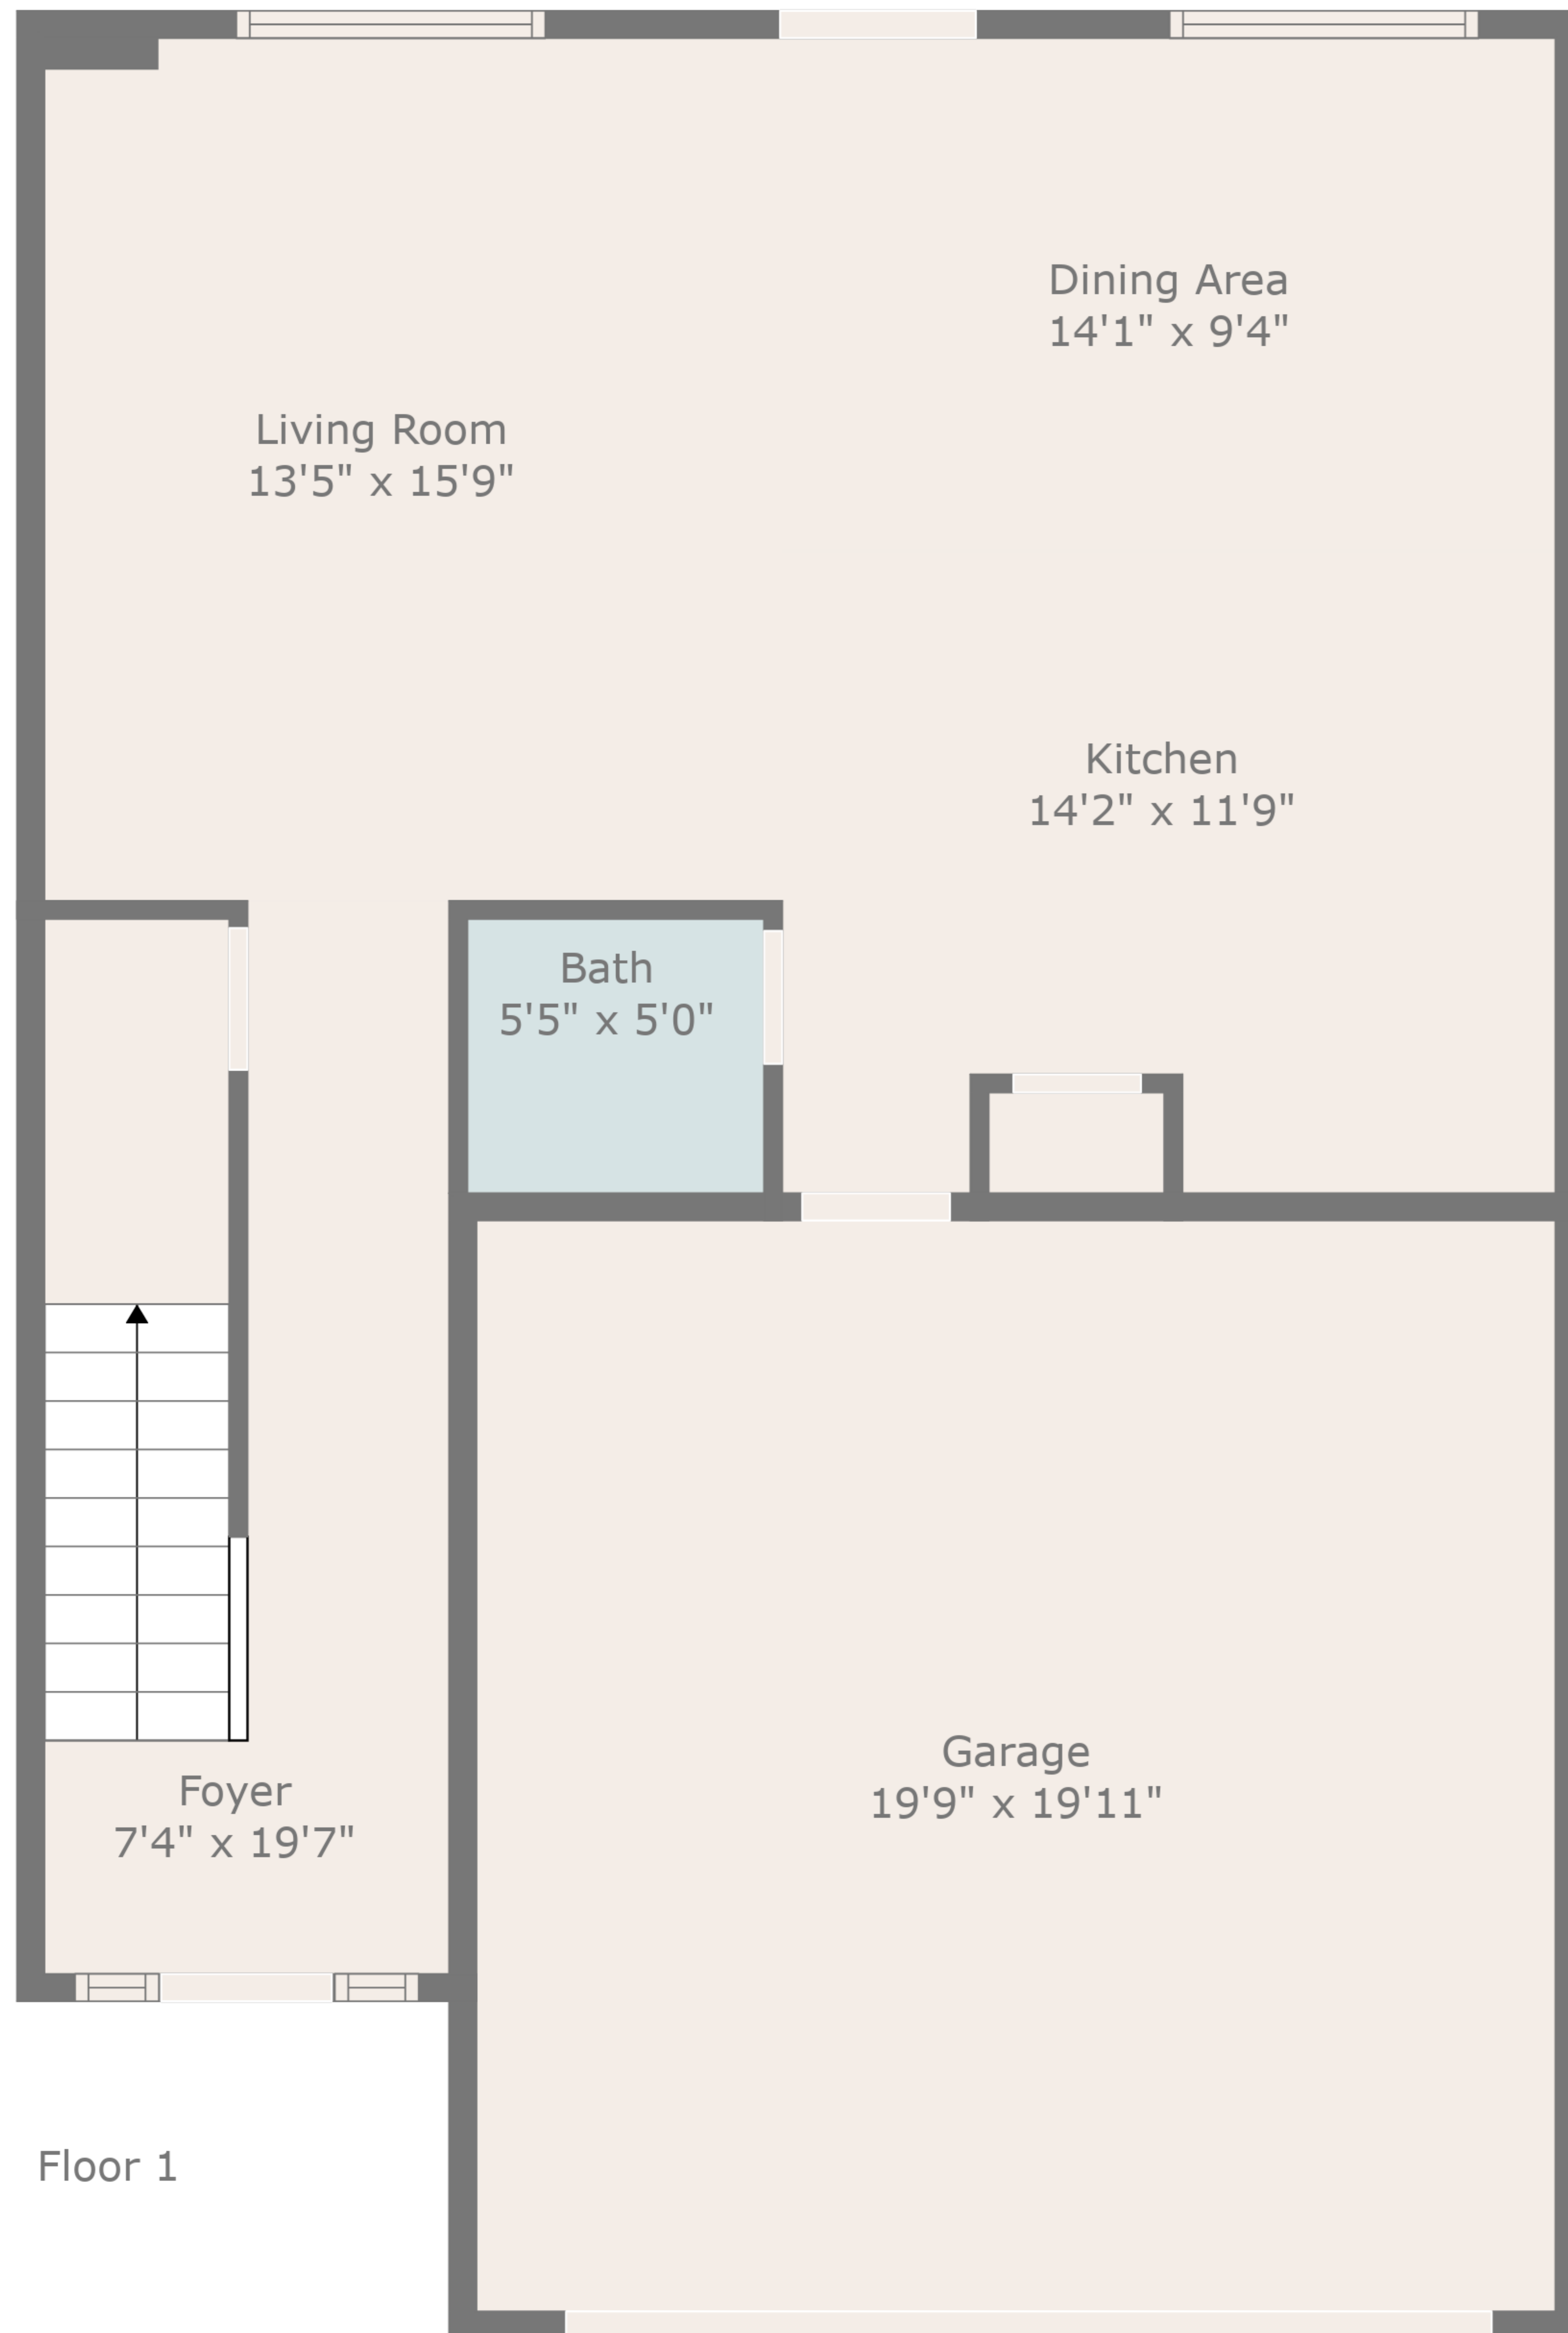 Dining Area
14'1" x 9'4"
Living Room
13'5" x 15'9"
Kitchen
14'2" x 11'9"
Bath
5'5" x 5'0"
Garage
19'9" x 19'11"
Foyer
7'4" x 19'7"
Floor 1